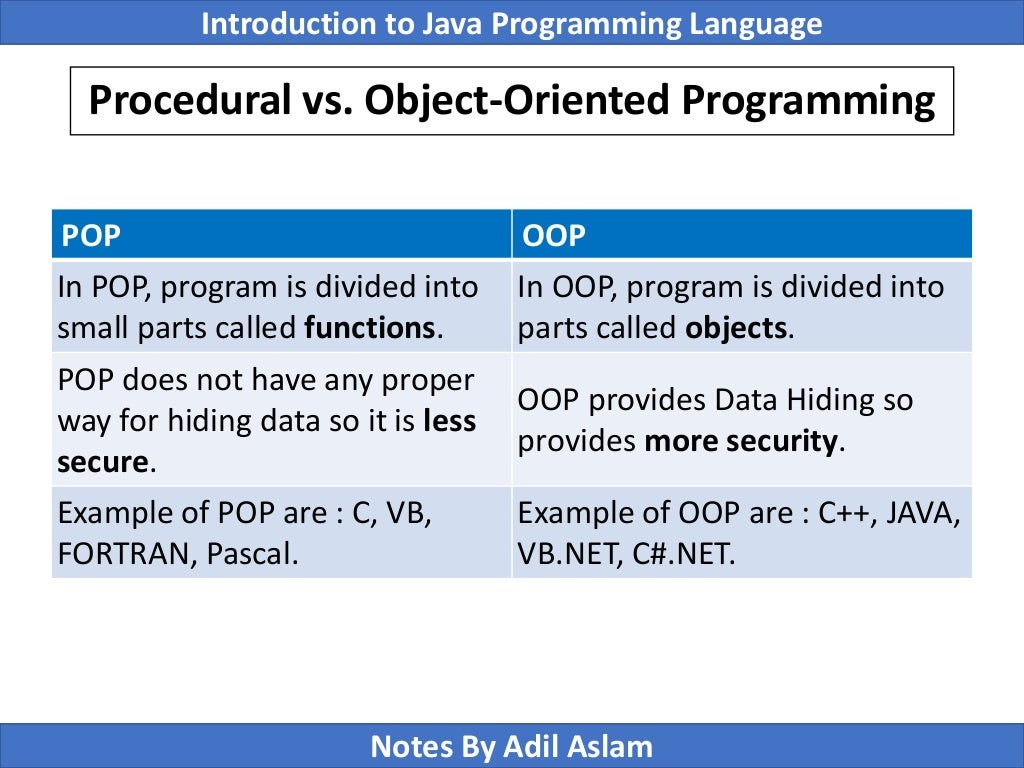 Introduction to Java Programming Language
Procedural vs. Object-Oriented Programming
POP
OOP
In POP, program is divided into
small parts called functions.
In OOP, program is divided into
parts called objects.
POP does not have any proper
way for hiding data so it is less
secure.
OOP provides Data Hiding so
provides more security.
Example of POP are : C, VB,
FORTRAN, Pascal.
Example of OOP are : C++, JAVA,
VB.NET, C#.NET.
Notes By Adil Aslam